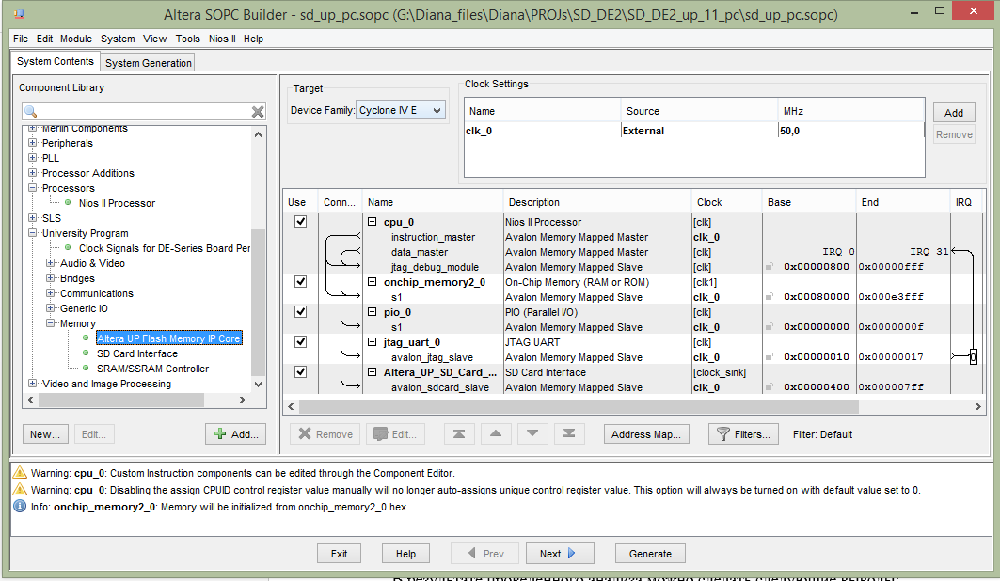 Altera SOPC Builder - sd_up_pc.sopc (G:\Diana_files\Diana\PROJs\SD_DE2\SD_DE2_up_11_pc\sd_up_pc.sopc)
File Edit Module System View Tools Nios II Help
System Contents System Generation
Component Library
Merlin Components
Peripherals
PLL
Processor Additions
Processors
Nios II Processor
SLS
University Program
Clock Signals for DE-Series Board Per
Audio & Video
Bridges
Communications
Generic IO
Memory
Altera UP Flash Memory IP Core
SD Card Interface
SRAM/SSRAM Controller
Video and Image Processing
New... Edit... Add...
Target
Device Family: Cyclone IV E
Clock Settings
Name Source MHz
clk_0 External 50,0
Add
Remove
Use Conn... Name Description Clock Base End IRQ
cpu_0 Nios II Processor [clk]
instruction_master Avalon Memory Mapped Master clk_0
data_master Avalon Memory Mapped Master [clk] IRQ 0 IRQ 31
jtag_debug_module Avalon Memory Mapped Slave [clk] 0x00000800 0x00000fff
onchip_memory2_0 On-Chip Memory (RAM or ROM) [clk1]
s1 Avalon Memory Mapped Slave clk_0 0x00080000 0x000e3fff
pio_0 PIO (Parallel I/O) [clk]
s1 Avalon Memory Mapped Slave clk_0 0x00000000 0x0000000f
jtag_uart_0 JTAG UART [clk]
avalon_jtag_slave Avalon Memory Mapped Slave clk_0 0x00000010 0x00000017 0
Altera_UP_SD_Card_... SD Card Interface [clock_sink]
avalon_sdcard_slave Avalon Memory Mapped Slave clk_0 0x00000400 0x000007ff
Remove Edit... Address Map... Filters... Filter: Default
Warning: cpu_0: Custom Instruction components can be edited through the Component Editor.
Warning: cpu_0: Disabling the assign CPUID control register value manually will no longer auto-assigns unique control register value. This option will always be turned on with default value set to 0.
Info: onchip_memory2_0: Memory will be initialized from onchip_memory2_0.hex
Exit Help Prev Next Generate